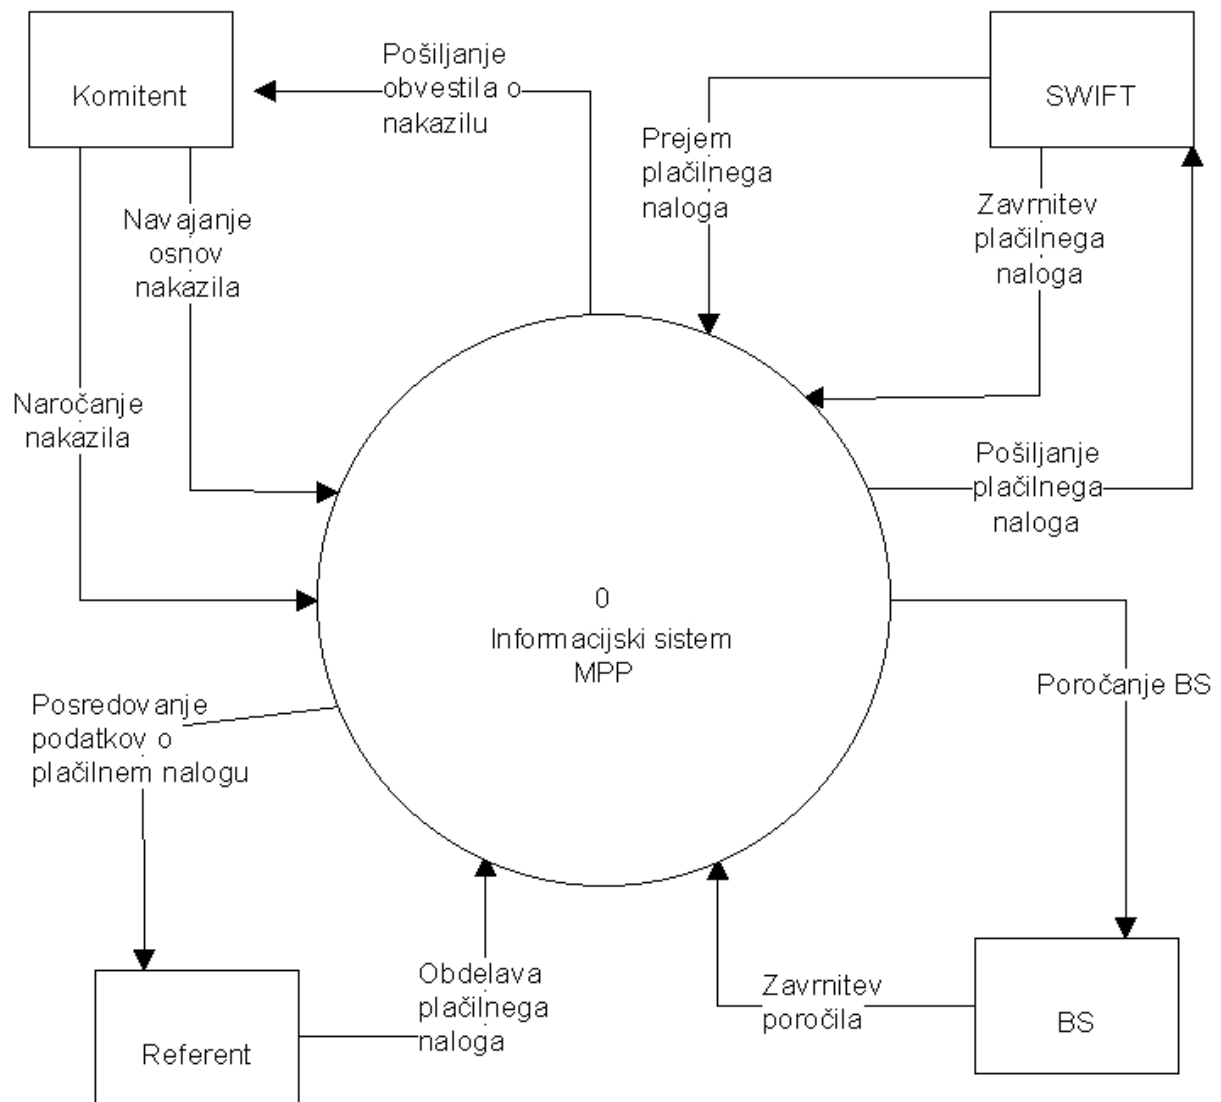 Komitent
Pošiljanje
obvestila o
nakazilu
SWIFT
Prejem
plačilnega
naloga
Zavrnitev
plačilnega
naloga
Navajanje
osnov
nakazila
Naročanje
nakazila
Pošiljanje
plačilnega
naloga
0
Informacijski sistem
MPP
Poročanje BS
Posredovanje
podatkov o
plačilnem nalogu
Obdelava
plačilnega
naloga
Zavrnitev
poročila
BS
Referent